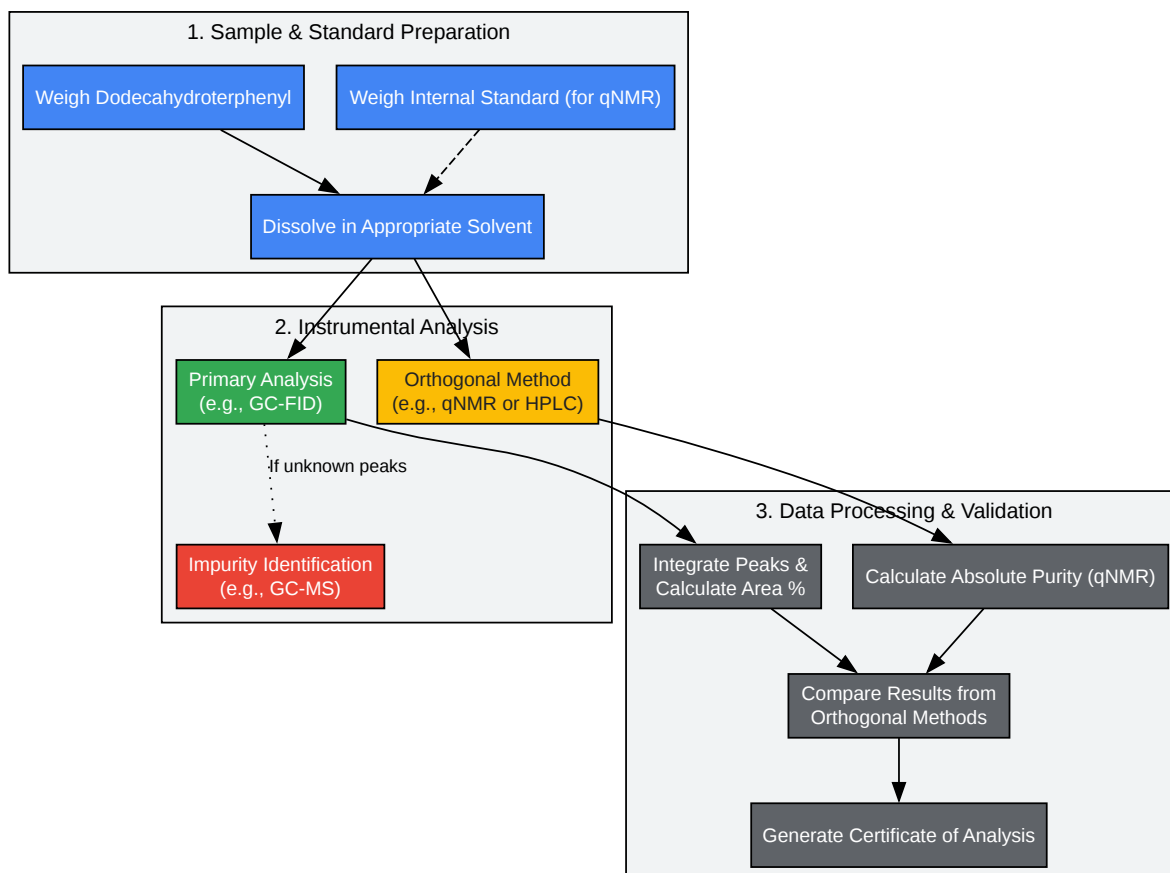 1. Sample & Standard Preparation
Weigh Dodecahydroterphenyl
Weigh Internal Standard (for qNMR)
Dissolve in Appropriate Solvent
2. Instrumental Analysis
Primary Analysis
(e.g., GC-FID)
Orthogonal Method
(e.g., qNMR or HPLC)
If unknown peaks
Impurity Identification
(e.g., GC-MS)
3. Data Processing & Validation
Integrate Peaks &
Calculate Area %
Calculate Absolute Purity (qNMR)
Compare Results from
Orthogonal Methods
Generate Certificate of Analysis